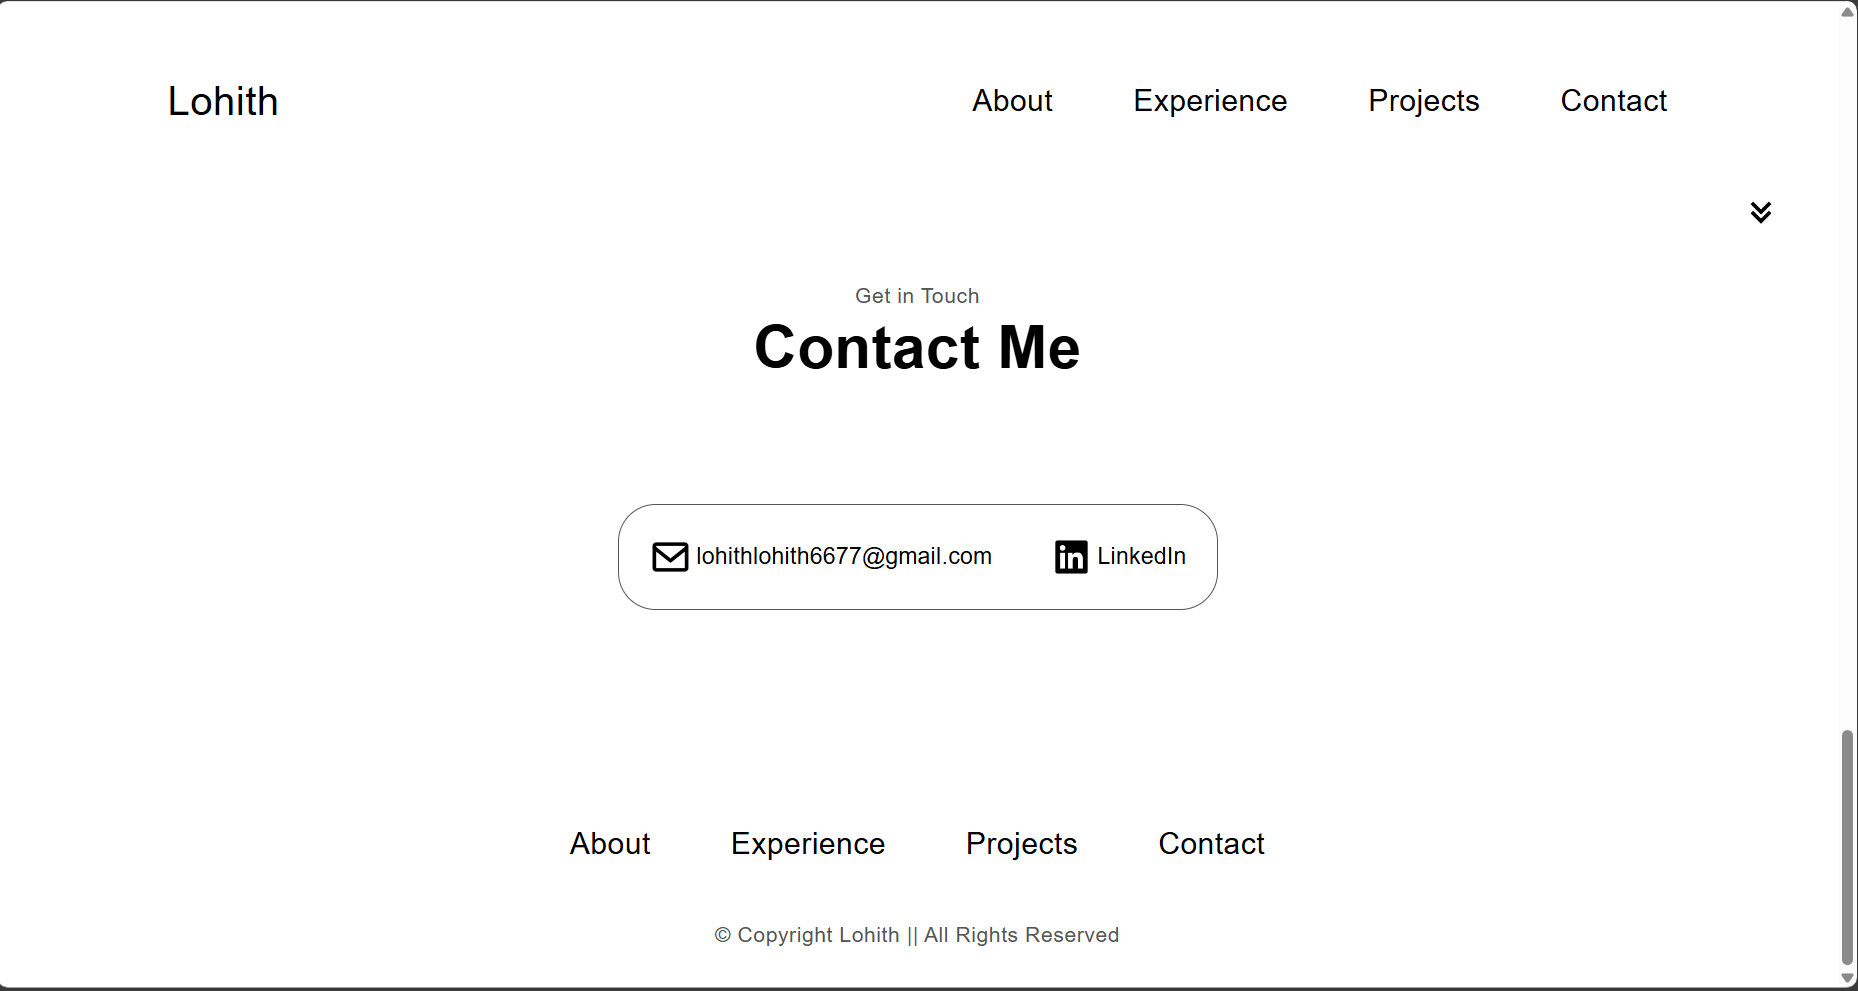 Lohith
About Experience Projects Contact
Get in Touch
Contact Me
lohithlohith6677@gmail.com LinkedIn
About Experience Projects Contact
© Copyright Lohith || All Rights Reserved